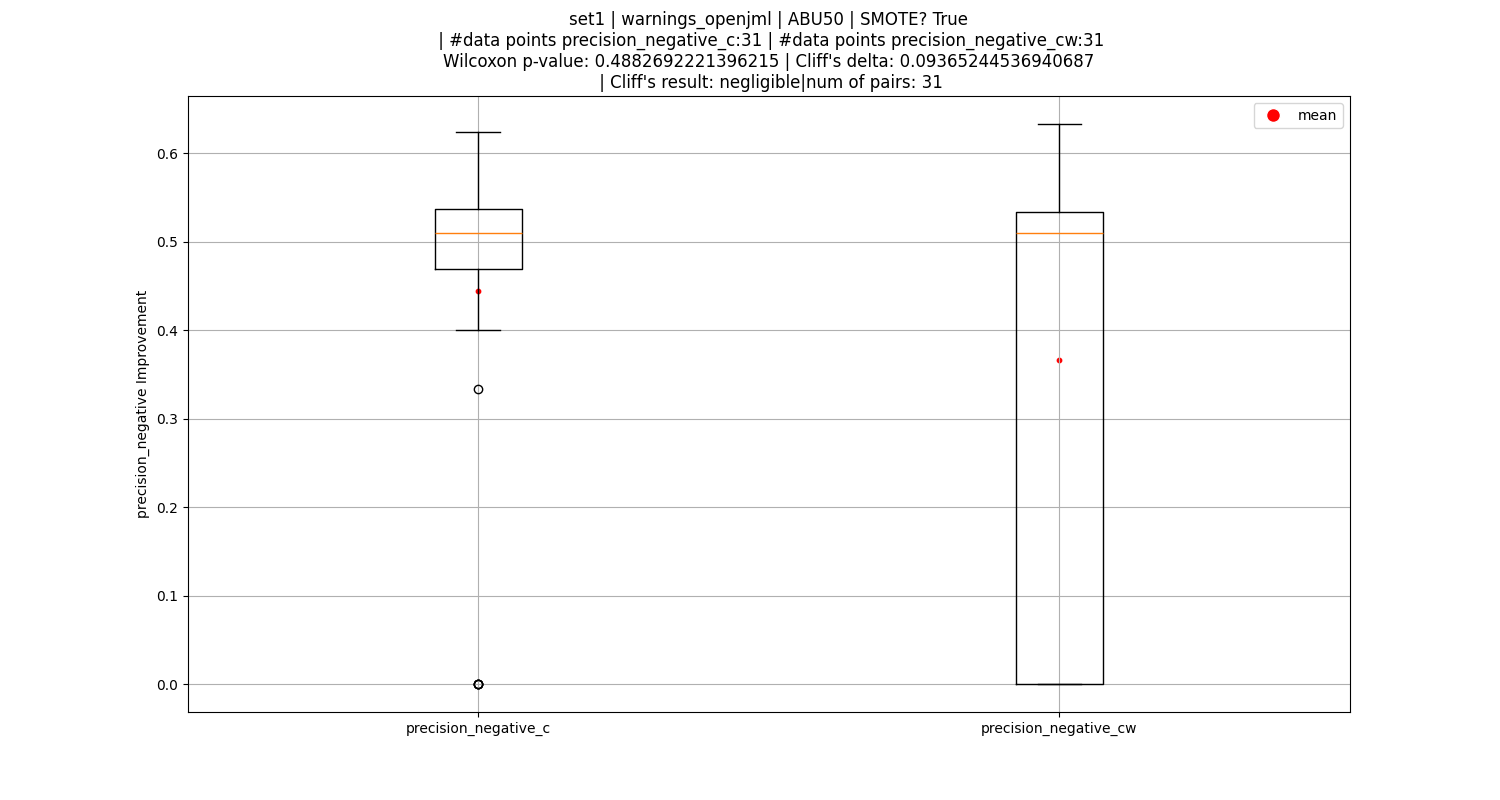 set1 | warnings_openjml | ABU50 | SMOTE? True
| #data points precision_negative_c:31 | #data points precision_negative_cw:31
Wilcoxon p-value: 0.4882692221396215 | Cliff's delta: 0.09365244536940687
| Cliff's result: negligible|num of pairs: 31
mean
0.6
0.5
0.4
0.3
0.2
0.1
0.0
precision_negative Improvement
precision_negative_c
precision_negative_cw